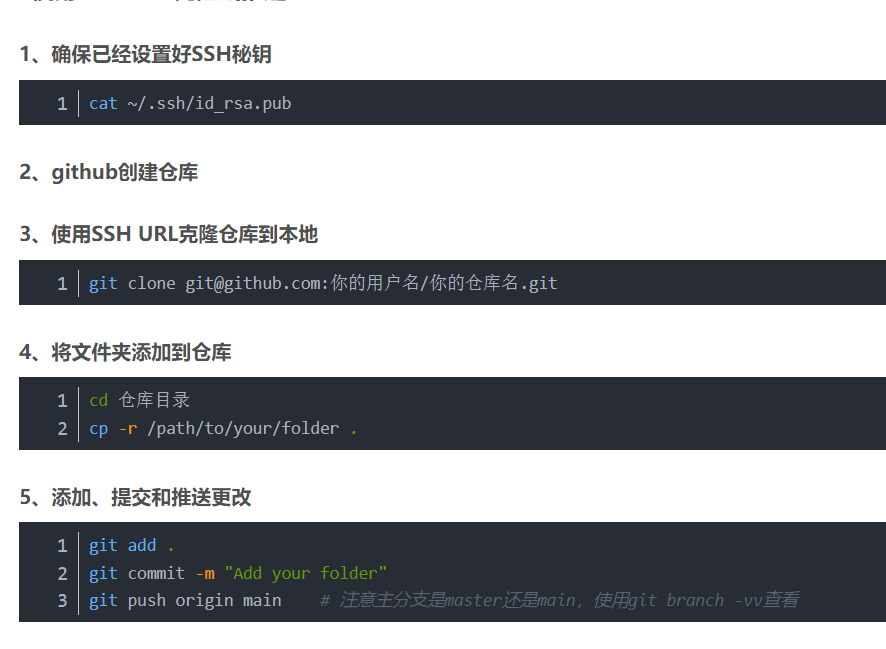 1、确保已经设置好SSH秘钥
1 cat ~/.ssh/id_rsa.pub
2、github创建仓库
3、使用SSH URL克隆仓库到本地
1 git clone git@github.com:你的用户名/你的仓库名.git
4、将文件夹添加到仓库
1 cd 仓库目录
2 cp -r /path/to/your/folder .
5、添加、提交和推送更改
1 git add .
2 git commit -m "Add your folder"
3 git push origin main    # 注意主分支是master还是main，使用git branch -vv查看